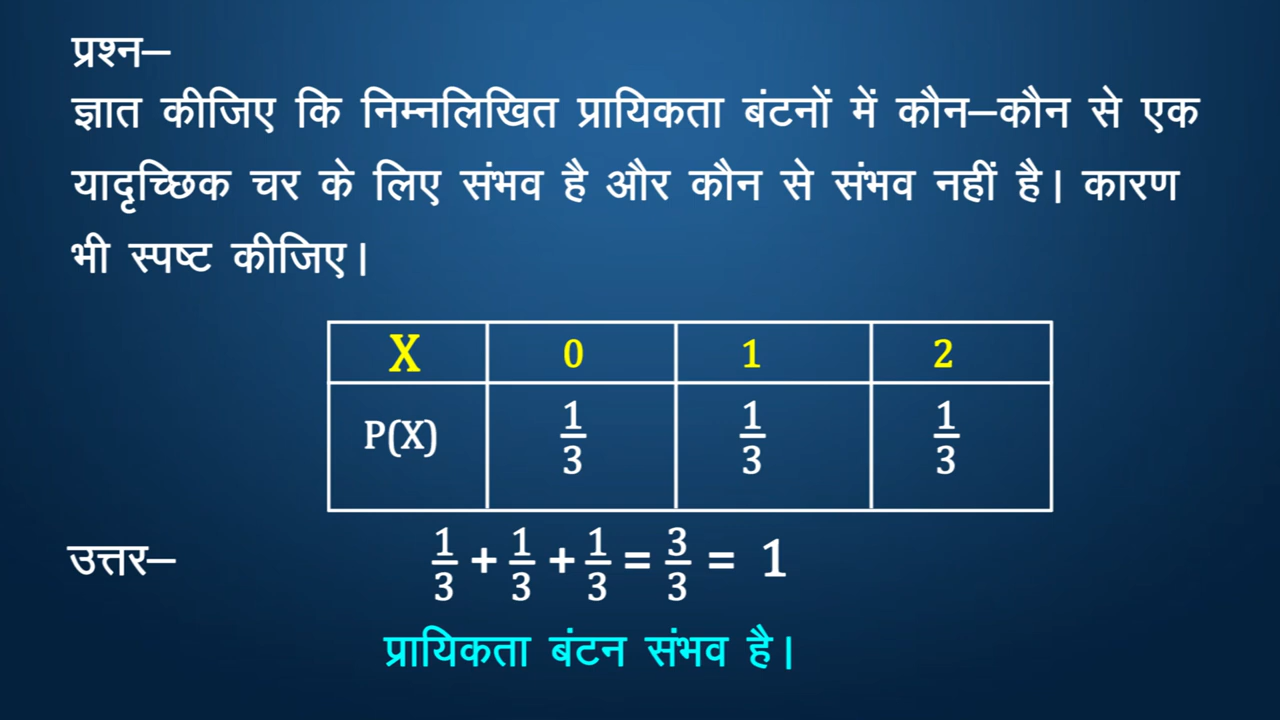 प्रश्न–
ज्ञात कीजिए कि निम्नलिखित प्रायिकता बंटनों में कौन–कौन से एक
यादृच्छिक चर के लिए संभव है और कौन से संभव नहीं है। कारण
भी स्पष्ट कीजिए।
X 0 1 2
P(X) 1/3 1/3 1/3
उत्तर– 1/3 + 1/3 + 1/3 = 3/3 = 1
प्रायिकता बंटन संभव है।